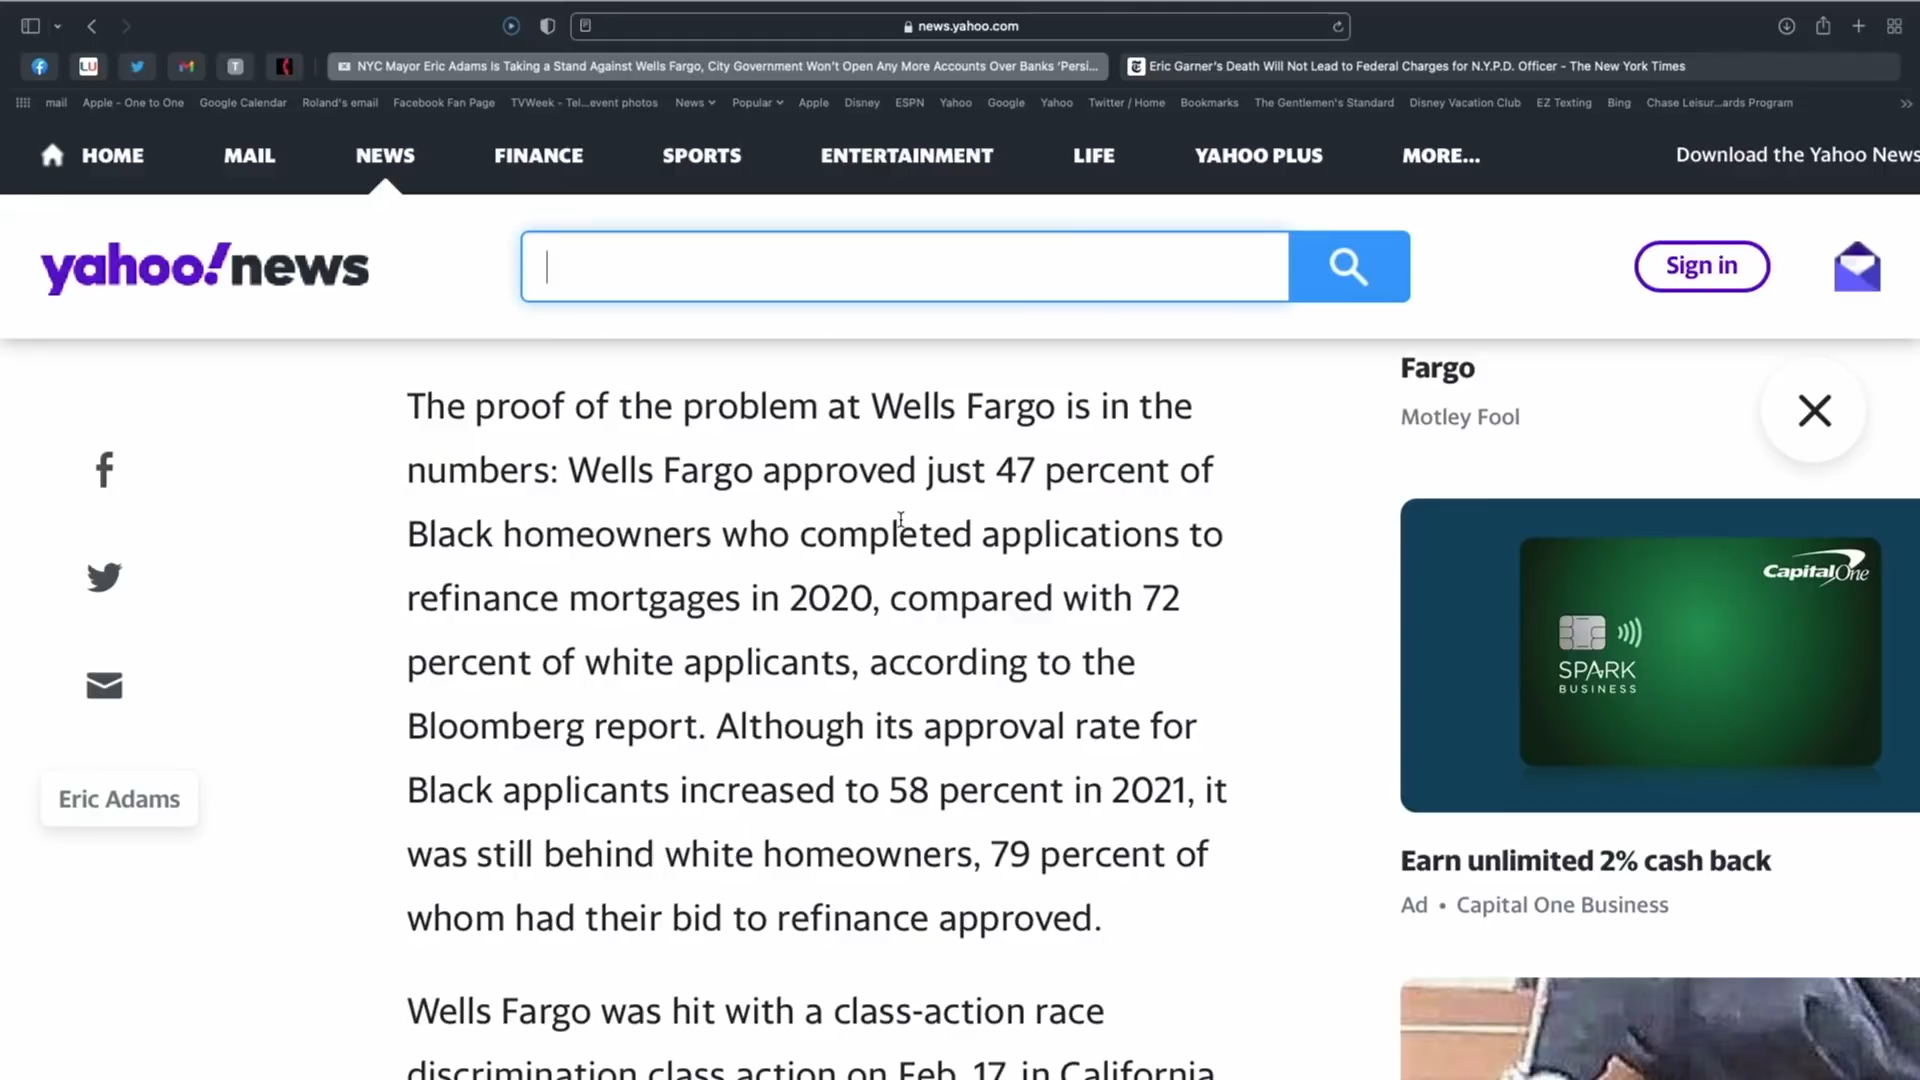 news.yahoo.com
NYC Mayor Eric Adams Is Taking a Stand Against Wells Fargo, City Government Won't Open Any More Accounts Over Banks 'Persi...
Eric Garner's Death Will Not Lead to Federal Charges for N.Y.P.D. Officer - The New York Times
LU
T
mail Apple - One to One Google Calendar Roland's email Facebook Fan Page TVWeek - Tel...event photos News Popular Apple Disney ESPN Yahoo Google Yahoo Twitter / Home Bookmarks The Gentlemen's Standard Disney Vacation Club EZ Texting Bing Chase Leisur...ards Program
HOME MAIL NEWS FINANCE SPORTS ENTERTAINMENT LIFE YAHOO PLUS MORE... Download the Yahoo News
yahoo!news
Sign in
The proof of the problem at Wells Fargo is in the
numbers: Wells Fargo approved just 47 percent of
Black homeowners who completed applications to
refinance mortgages in 2020, compared with 72
percent of white applicants, according to the
Bloomberg report. Although its approval rate for
Black applicants increased to 58 percent in 2021, it
was still behind white homeowners, 79 percent of
whom had their bid to refinance approved.
Wells Fargo was hit with a class-action race
discrimination class action on Feb. 17, in California
Eric Adams
Fargo
Motley Fool
Capital One
SPARK
BUSINESS
Earn unlimited 2% cash back
Ad • Capital One Business